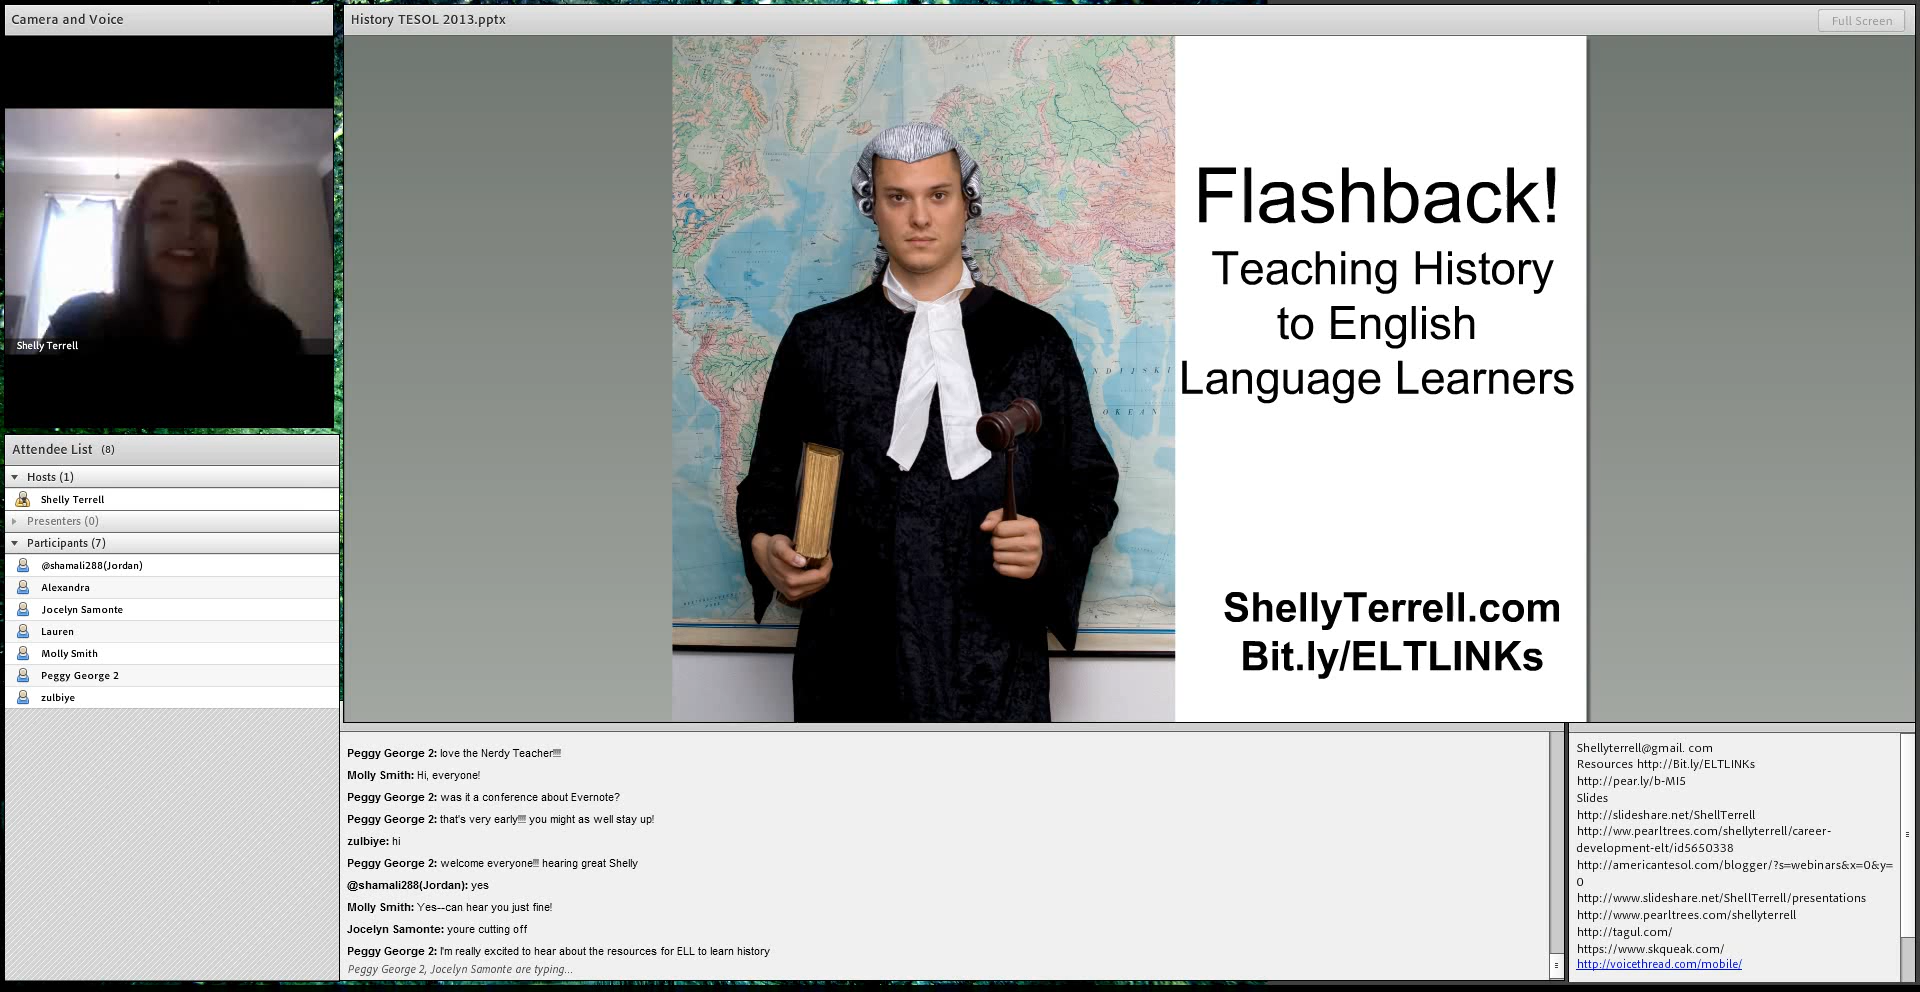 Camera and Voice
Shelly Terrell
Attendee List (8)
Hosts (1)
Shelly Terrell
Presenters (0)
Participants (7)
@shamali288(Jordan)
Alexandra
Jocelyn Samonte
Lauren
Molly Smith
Peggy George 2
zulbiye
History TESOL 2013.pptx
Full Screen
Flashback!
Teaching History
to English
Language Learners
ShellyTerrell.com
Bit.ly/ELTLINKs
INDIJSKI
OKEAN
Peggy George 2: love the Nerdy Teacher!!!!
Molly Smith: Hi, everyone!
Peggy George 2: was it a conference about Evernote?
Peggy George 2: that's very early!!!! you might as well stay up!
zulbiye: hi
Peggy George 2: welcome everyone!!! hearing great Shelly
@shamali288(Jordan): yes
Molly Smith: Yes--can hear you just fine!
Jocelyn Samonte: youre cutting off
Peggy George 2: I'm really excited to hear about the resources for ELL to learn history
Peggy George 2, Jocelyn Samonte are typing...
Shellyterrell@gmail. com
Resources http://Bit.ly/ELTLINKs
http://pear.ly/b-MI5
Slides
http://slideshare.net/ShellTerrell
http://ww.pearltrees.com/shellyterrell/career-
development-elt/id5650338
http://americantesol.com/blogger/?s=webinars&x=0&y=
0
http://www.slideshare.net/ShellTerrell/presentations
http://www.pearltrees.com/shellyterrell
http://tagul.com/
https://www.skqueak.com/
http://voicethread.com/mobile/